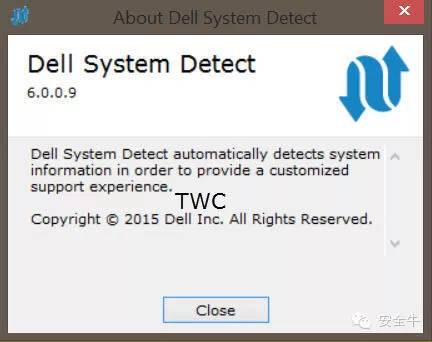 About Dell System Detect
Dell System Detect
6.0.0.9
Dell System Detect automatically detects system
information in order to provide a customized
support experience.
TWC
Copyright © 2015 Dell Inc. All Rights Reserved.
Close
安全牛